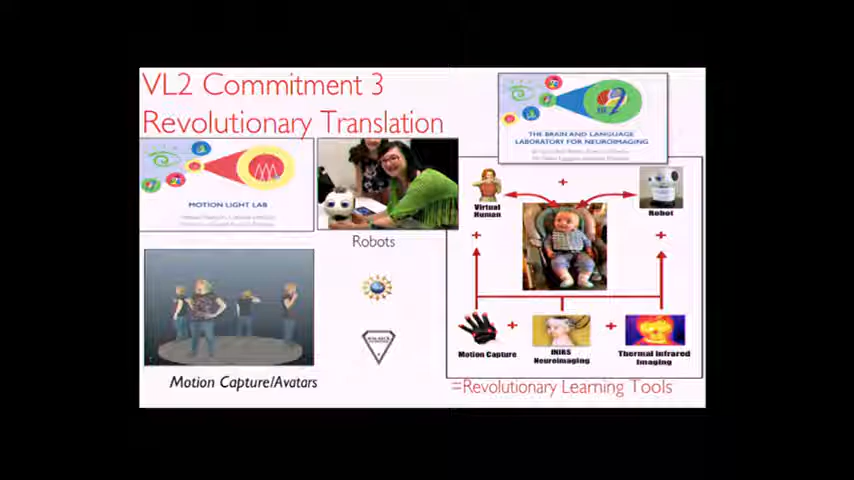 VL2 Commitment 3
Revolutionary Translation
MOTION LIGHT LAB
Robots
Motion Capture/Avatars
THE BRAIN AND LANGUAGE
LABORATORY FOR NEUROIMAGING
Virtual
Human
+
Robot
+
+
Motion Capture
+
fNIRS
Neuroimaging
+
Thermal Infrared
Imaging
=Revolutionary Learning Tools